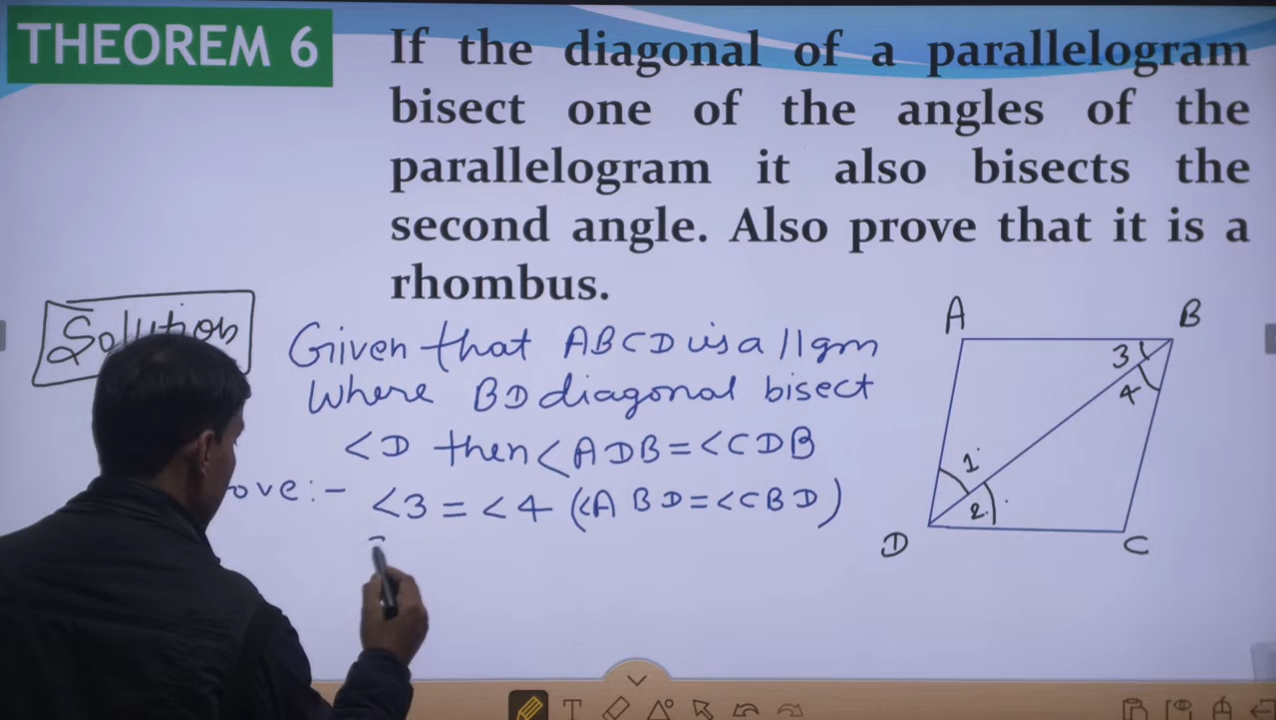 THEOREM 6
If the diagonal of a parallelogram
bisect one of the angles of the
parallelogram it also bisects the
second angle. Also prove that it is a
rhombus.
Solution
Given that ABCD is a ||gm
Where BD diagonal bisect
<D then <ADB = <CDB
ove :- <3 = <4 (<ABD = <CBD)
A
B
3
4
1
2
D
C
T